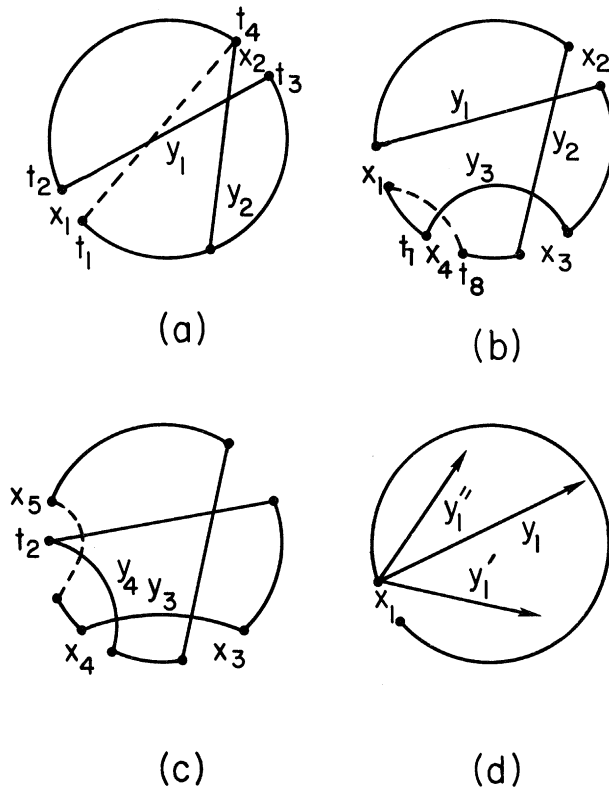 t₄
x₂
t₃
y₁
t₂
x₁
y₂
t₁
(a)
x₂
y₁
y₂
x₁
y₃
t₇
x₄
x₃
t₈
(b)
x₅
t₂
y₄
y₃
x₄
x₃
(c)
y₁″
y₁
y₁′
x₁
(d)